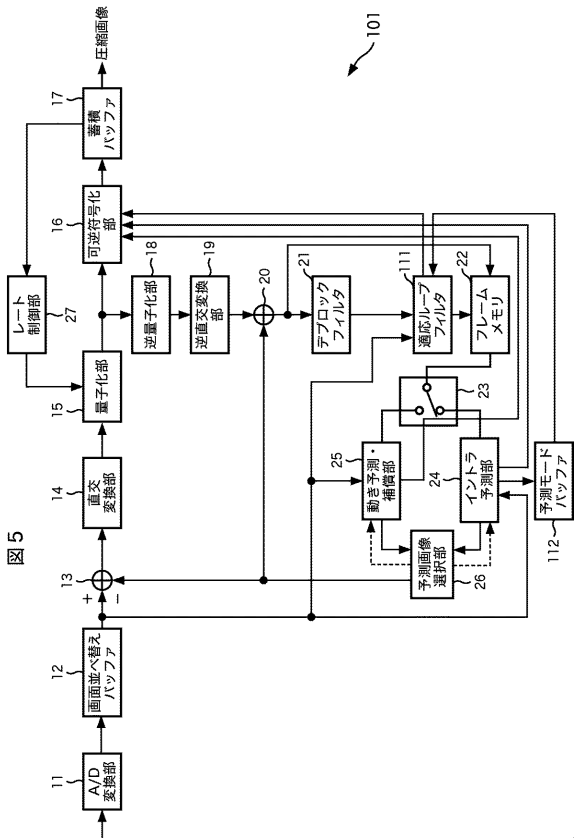 図5
101
11
A/D
変換部
12
画面並べ替え
バッファ
13
+
−
14
直交
変換部
15
量子化部
レート
制御部
27
16
可逆符号化
部
17
蓄積
バッファ
圧縮画像
18
逆量子化部
19
逆直交変換
部
20
21
デブロック
フィルタ
111
適応ループ
フィルタ
22
フレーム
メモリ
23
25
動き予測・
補償部
24
イントラ
予測部
予測画像
選択部
26
予測モード
バッファ
112